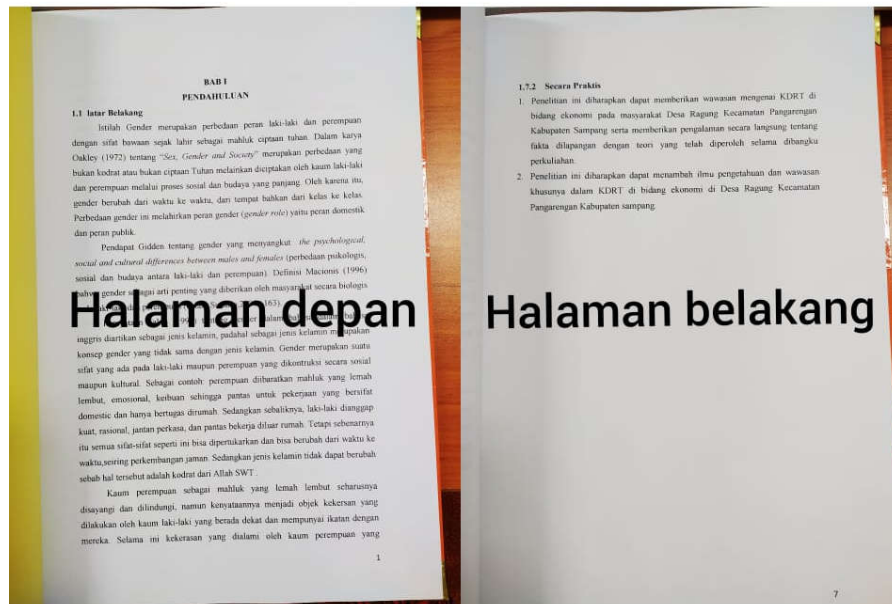 BAB I
PENDAHULUAN
1.1 latar Belakang
Istilah Gender merupakan perbedaan peran laki-laki dan perempuan
dengan sifat bawaan sejak lahir sebagai mahluk ciptaan tuhan. Dalam karya
Oakley (1972) tentang "Sex, Gender and Society" merupakan perbedaan yang
bukan kodrat atau bukan ciptaan Tuhan melainkan diciptakan oleh kaum laki-laki
dan perempuan melalui proses sosial dan budaya yang panjang. Oleh karena itu,
gender berubah dari waktu ke waktu, dari tempat bahkan dari kelas ke kelas.
Perbedaan gender ini melahirkan peran gender (gender role) yaitu peran domestik
dan peran publik.
Pendapat Gidden tentang gender yang menyangkut the psychological,
social and cultural differences between males and females (perbedaan psikologis,
sosial dan budaya antara laki-laki dan perempuan). Definisi Macionis (1996)
bahwa gender sebagai arti penting yang diberikan oleh masyarakat secara biologis
Halaman depan
inggris diartikan sebagai jenis kelamin, padahal sebagai jenis kelamin merupakan
konsep gender yang tidak sama dengan jenis kelamin. Gender merupakan suatu
sifat yang ada pada laki-laki maupun perempuan yang dikontruksi secara sosial
maupun kultural. Sebagai contoh: perempuan diibaratkan mahluk yang lemah
lembut, emosional, keibuan sehingga pantas untuk pekerjaan yang bersifat
domestic dan hanya bertugas dirumah. Sedangkan sebaliknya, laki-laki dianggap
kuat, rasional, jantan perkasa, dan pantas bekerja diluar rumah. Tetapi sebenarnya
itu semua sifat-sifat seperti ini bisa dipertukarkan dan bisa berubah dari waktu ke
waktu,seiring perkembangan jaman. Sedangkan jenis kelamin tidak dapat berubah
sebab hal tersebut adalah kodrat dari Allah SWT .
Kaum perempuan sebagai mahluk yang lemah lembut seharusnya
disayangi dan dilindungi, namun kenyataannya menjadi objek kekersan yang
dilakukan oleh kaum laki-laki yang berada dekat dan mempunyai ikatan dengan
mereka. Selama ini kekerasan yang dialami oleh kaum perempuan yang
1
1.7.2 Secara Praktis
1. Penelitian ini diharapkan dapat memberikan wawasan mengenai KDRT di
bidang ekonomi pada masyarakat Desa Ragung Kecamatan Pangarengan
Kabupaten Sampang serta memberikan pengalaman secara langsung tentang
fakta dilapangan dengan teori yang telah diperoleh selama dibangku
perkuliahan.
2. Penelitian ini diharapkan dapat menambah ilmu pengetahuan dan wawasan
khusunya dalam KDRT di bidang ekonomi di Desa Ragung Kecamatan
Pangarengan Kabupaten sampang.
Halaman belakang
7